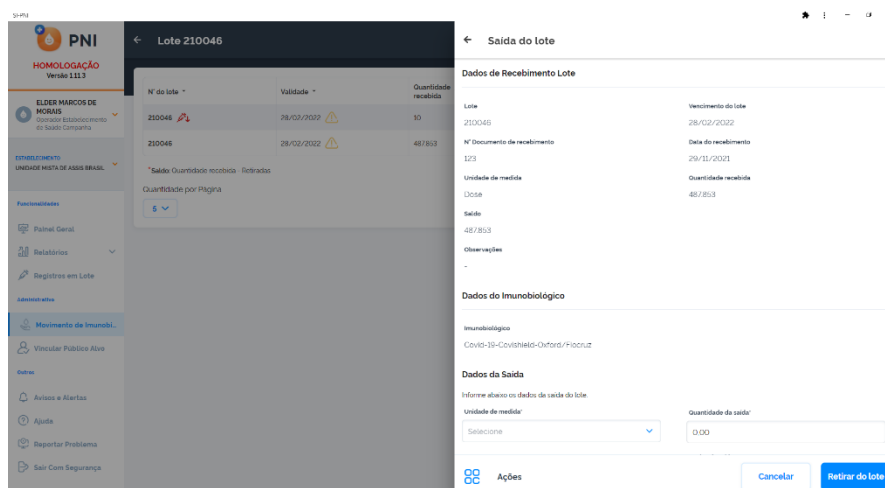 SI-PNI
PNI
HOMOLOGAÇÃO
Versão 1.11.3
ELDER MARCOS DE
MORAIS
Operador Estabelecimento
de Saúde Campanha
ESTABELECIMENTO
UNIDADE MISTA DE ASSIS BRASIL
Funcionalidades
Painel Geral
Relatórios
Registros em Lote
Administrativo
Movimento de Imunobi...
Vincular Público Alvo
Outros
Avisos e Alertas
Ajuda
Reportar Problema
Sair Com Segurança
Lote 210046
N° do lote
Validade
Quantidade
recebida
210046
28/02/2022
10
210046
28/02/2022
487.853
*Saldo: Quantidade recebida - Retiradas
Quantidade por Página
5
Saída do lote
Dados de Recebimento Lote
Lote
Vencimento do lote
210046
28/02/2022
N° Documento de recebimento
Data do recebimento
123
29/11/2021
Unidade de medida
Quantidade recebida
Dose
487.853
Saldo
487.853
Observações
-
Dados do Imunobiológico
Imunobiológico
Covid-19-Covishield-Oxford/Fiocruz
Dados da Saída
Informe abaixo os dados da saída do lote.
Unidade de medida*
Quantidade da saída*
Selecione
0,00
Ações
Cancelar
Retirar do lote